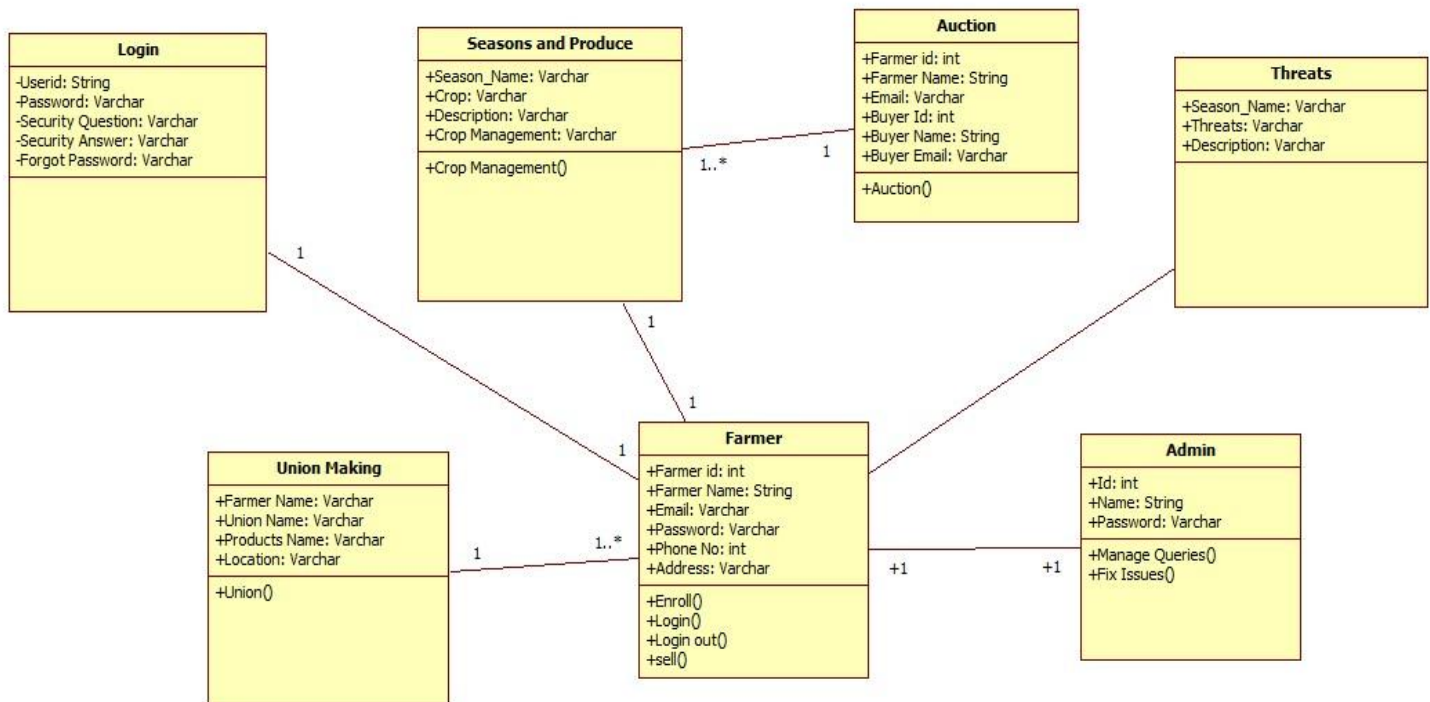 Login
-Userid: String
-Password: Varchar
-Security Question: Varchar
-Security Answer: Varchar
-Forgot Password: Varchar
Seasons and Produce
+Season_Name: Varchar
+Crop: Varchar
+Description: Varchar
+Crop Management: Varchar
+Crop Management()
Auction
+Farmer id: int
+Farmer Name: String
+Email: Varchar
+Buyer Id: int
+Buyer Name: String
+Buyer Email: Varchar
+Auction()
Threats
+Season_Name: Varchar
+Threats: Varchar
+Description: Varchar
1..*
1
1
1
1
1
Union Making
+Farmer Name: Varchar
+Union Name: Varchar
+Products Name: Varchar
+Location: Varchar
+Union()
1
1..*
Farmer
+Farmer id: int
+Farmer Name: String
+Email: Varchar
+Password: Varchar
+Phone No: int
+Address: Varchar
+Enroll()
+Login()
+Login out()
+sell()
+1
+1
Admin
+Id: int
+Name: String
+Password: Varchar
+Manage Queries()
+Fix Issues()